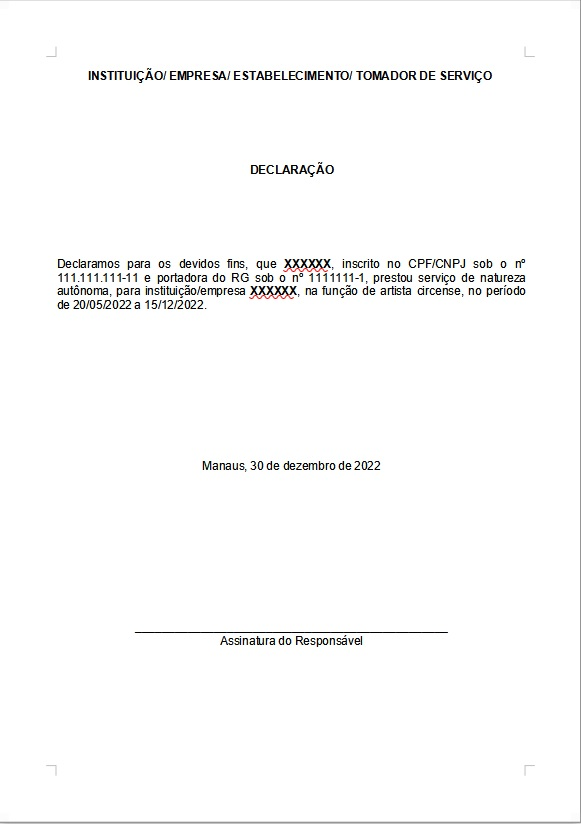 INSTITUIÇÃO/ EMPRESA/ ESTABELECIMENTO/ TOMADOR DE SERVIÇO
DECLARAÇÃO
Declaramos para os devidos fins, que XXXXXX, inscrito no CPF/CNPJ sob o nº
111.111.111-11 e portadora do RG sob o nº 1111111-1, prestou serviço de natureza
autônoma, para instituição/empresa XXXXXX, na função de artista circense, no período
de 20/05/2022 a 15/12/2022.
Manaus, 30 de dezembro de 2022
Assinatura do Responsável